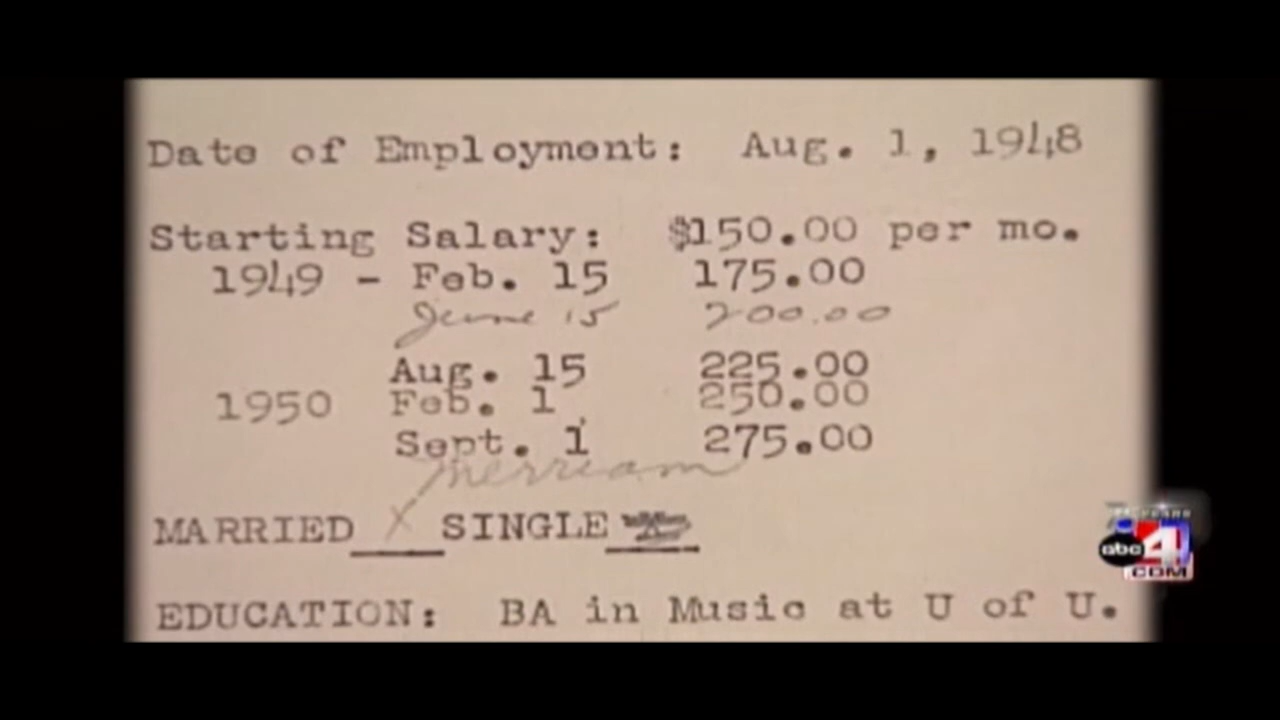 Date of Employment: Aug. 1, 1948
Starting Salary: $150.00 per mo.
1949 - Feb. 15 175.00
June 15 200.00
Aug. 15 225.00
1950 Feb. 1 250.00
Sept. 1 275.00
Merriam
MARRIED X SINGLE
EDUCATION: BA in Music at U of U.
abc 4
COM